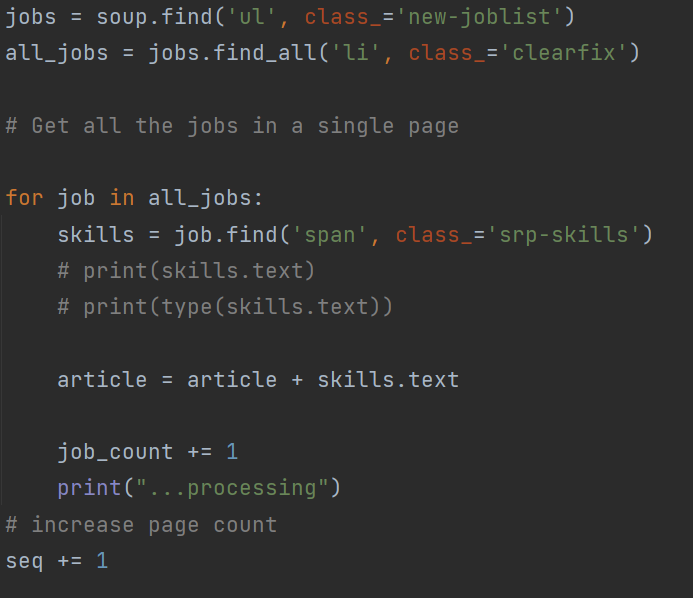 jobs = soup.find('ul', class_='new-joblist')
all_jobs = jobs.find_all('li', class_='clearfix')
# Get all the jobs in a single page
for job in all_jobs:
    skills = job.find('span', class_='srp-skills')
    # print(skills.text)
    # print(type(skills.text))
    article = article + skills.text
    job_count += 1
    print("...processing")
# increase page count
seq += 1